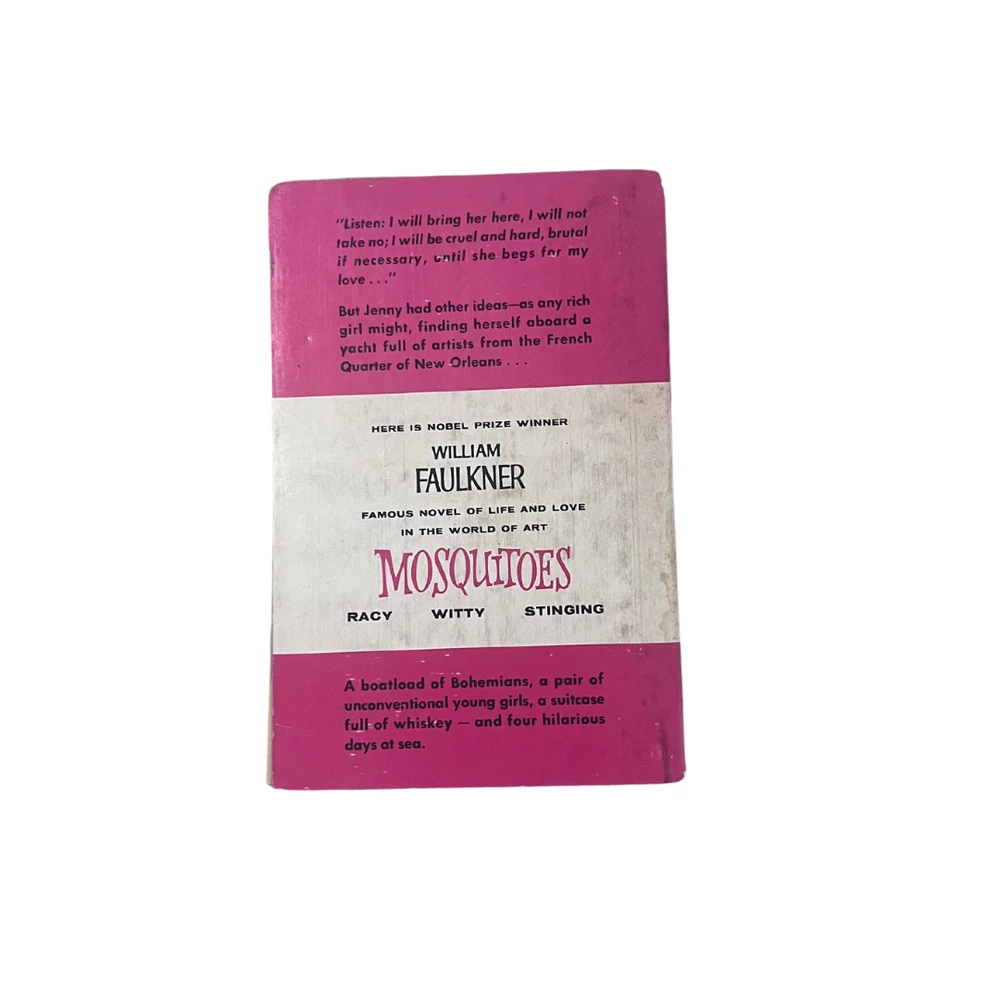 "Listen: I will bring her here, I will not
take no; I will be cruel and hard, brutal
if necessary, until she begs for my
love . . ."
But Jenny had other ideas—as any rich
girl might, finding herself aboard a
yacht full of artists from the French
Quarter of New Orleans . . .
HERE IS NOBEL PRIZE WINNER
WILLIAM
FAULKNER
FAMOUS NOVEL OF LIFE AND LOVE
IN THE WORLD OF ART
MOSQUITOES
RACY WITTY STINGING
A boatload of Bohemians, a pair of
unconventional young girls, a suitcase
full of whiskey — and four hilarious
days at sea.